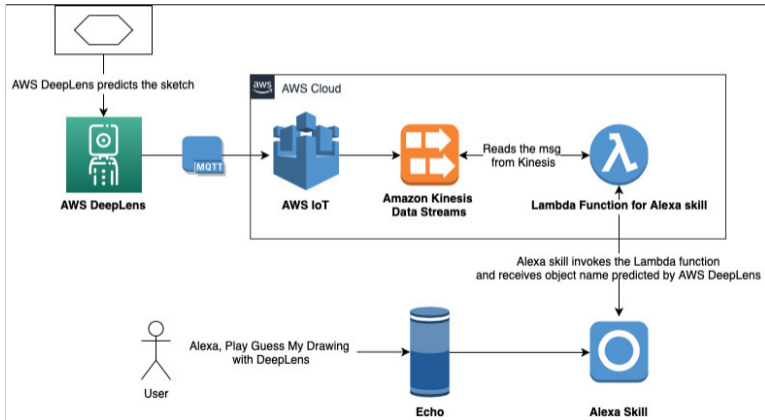 AWS DeepLens predicts the sketch
aws
AWS Cloud
MQTT
Reads the msg
from Kinesis
AWS DeepLens
AWS IoT
Amazon Kinesis
Data Streams
λ
Lambda Function for Alexa skill
Alexa skill invokes the Lambda function
and receives object name predicted by AWS DeepLens
Alexa, Play Guess My Drawing
with DeepLens
User
Echo
Alexa Skill